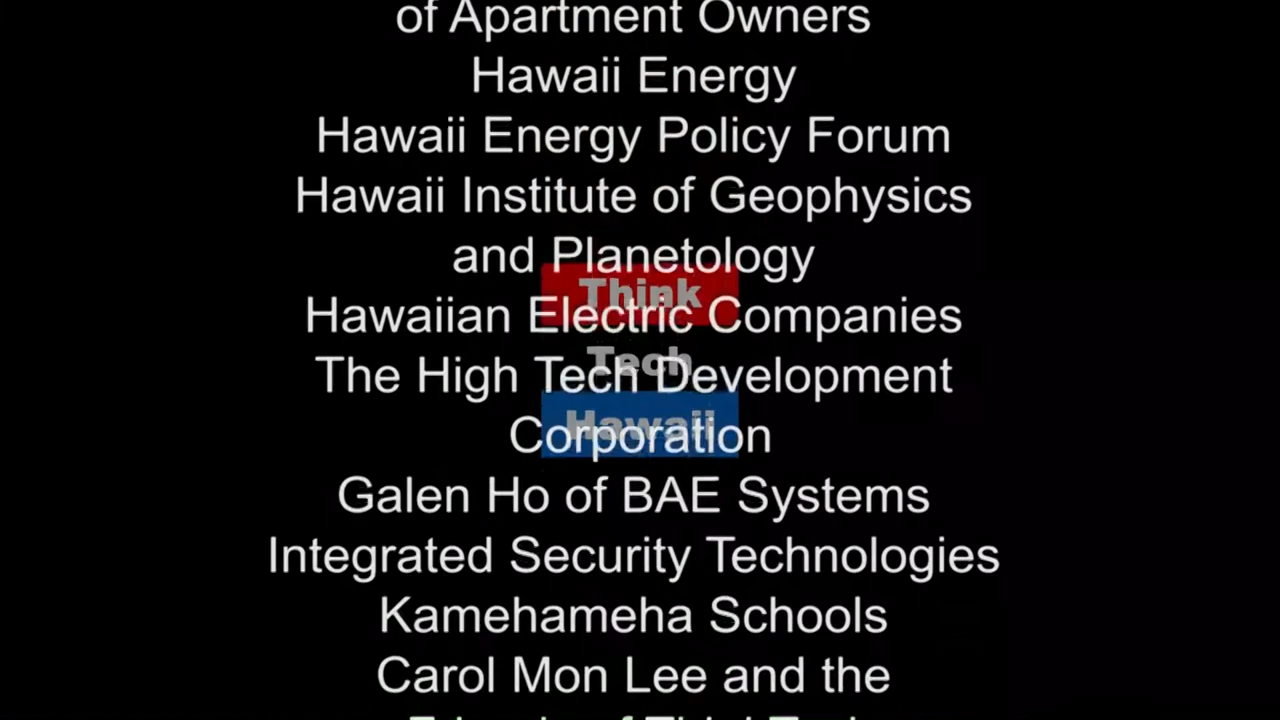 of Apartment Owners
Hawaii Energy
Hawaii Energy Policy Forum
Hawaii Institute of Geophysics
and Planetology
Think
Hawaiian Electric Companies
Tech
The High Tech Development
Hawaii
Corporation
Galen Ho of BAE Systems
Integrated Security Technologies
Kamehameha Schools
Carol Mon Lee and the